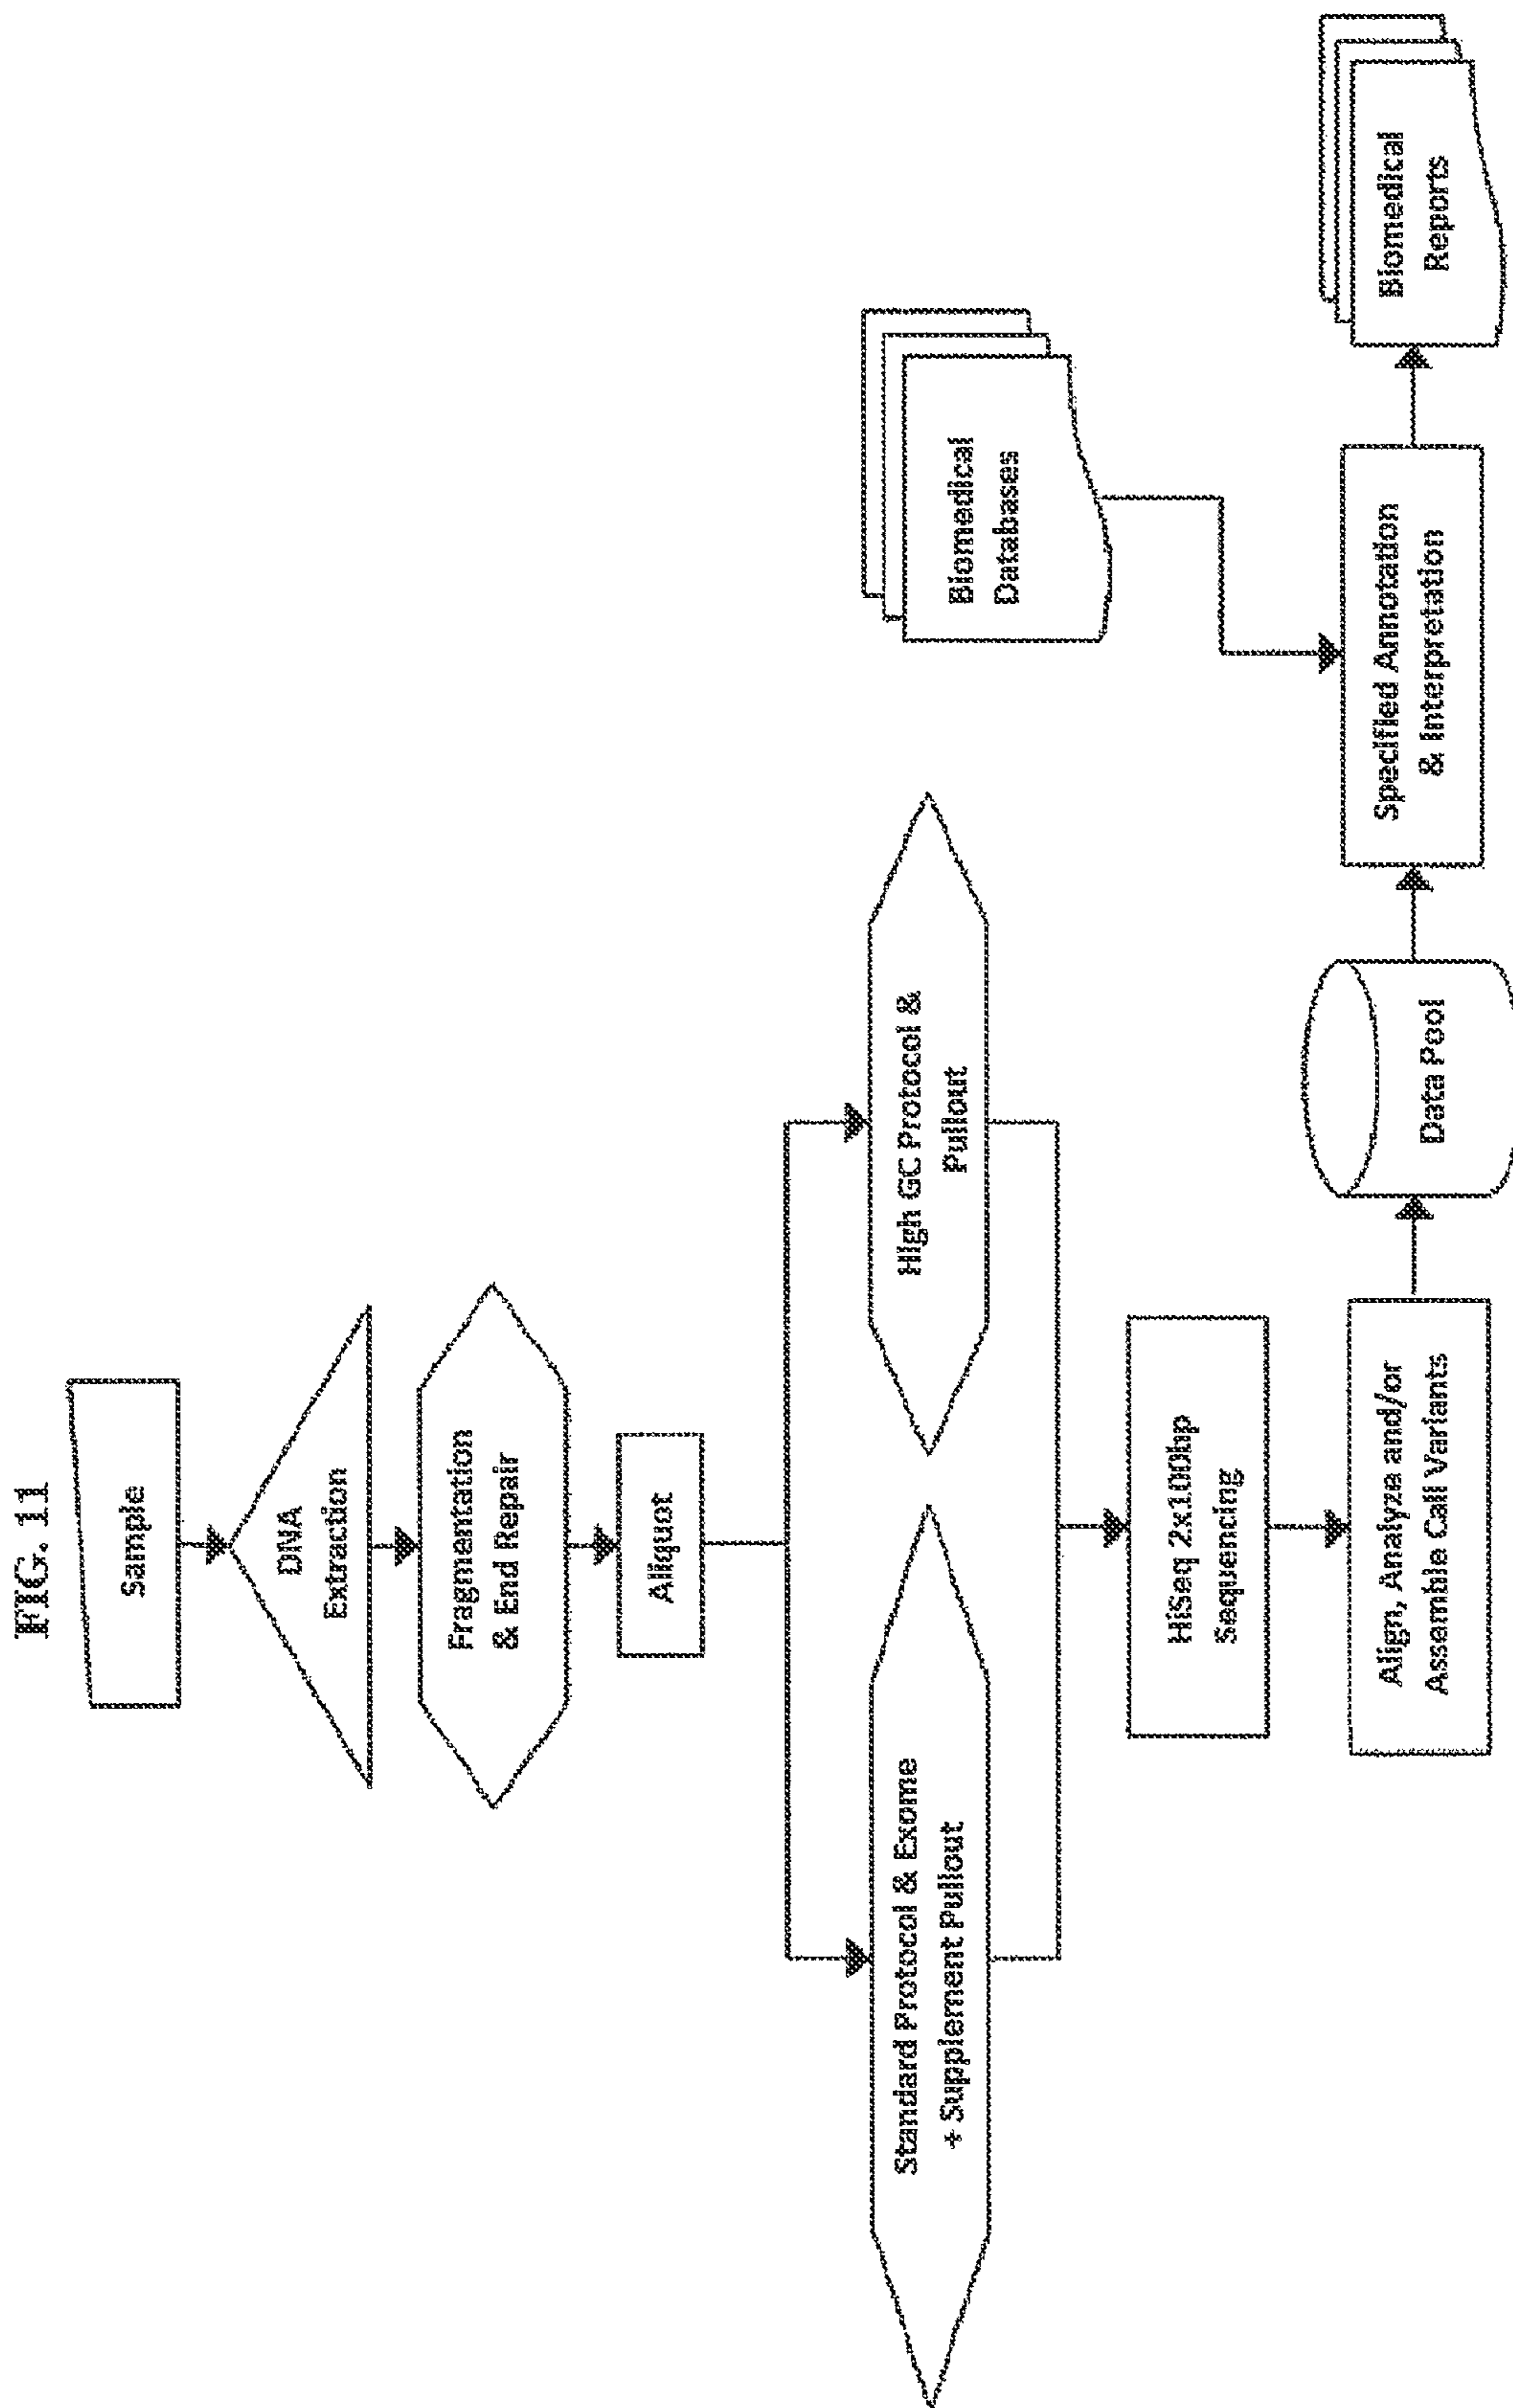 FIG. 11
Sample
DNA
Extraction
Fragmentation
& End Repair
Aliquot
Standard Protocol & Exome
+ Supplement Pullout
High GC Protocol &
Pullout
HiSeq 2x100bp
Sequencing
Align, Analyze and/or
Assemble Call Variants
Data Pool
Biomedical
Databases
Specified Annotation
& Interpretation
Biomedical
Reports